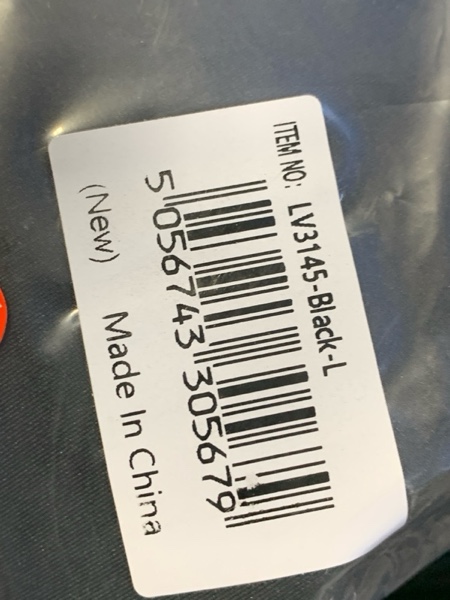 ITEM NO: LV3145-Black-L
5 056743 305679
(New) Made In China